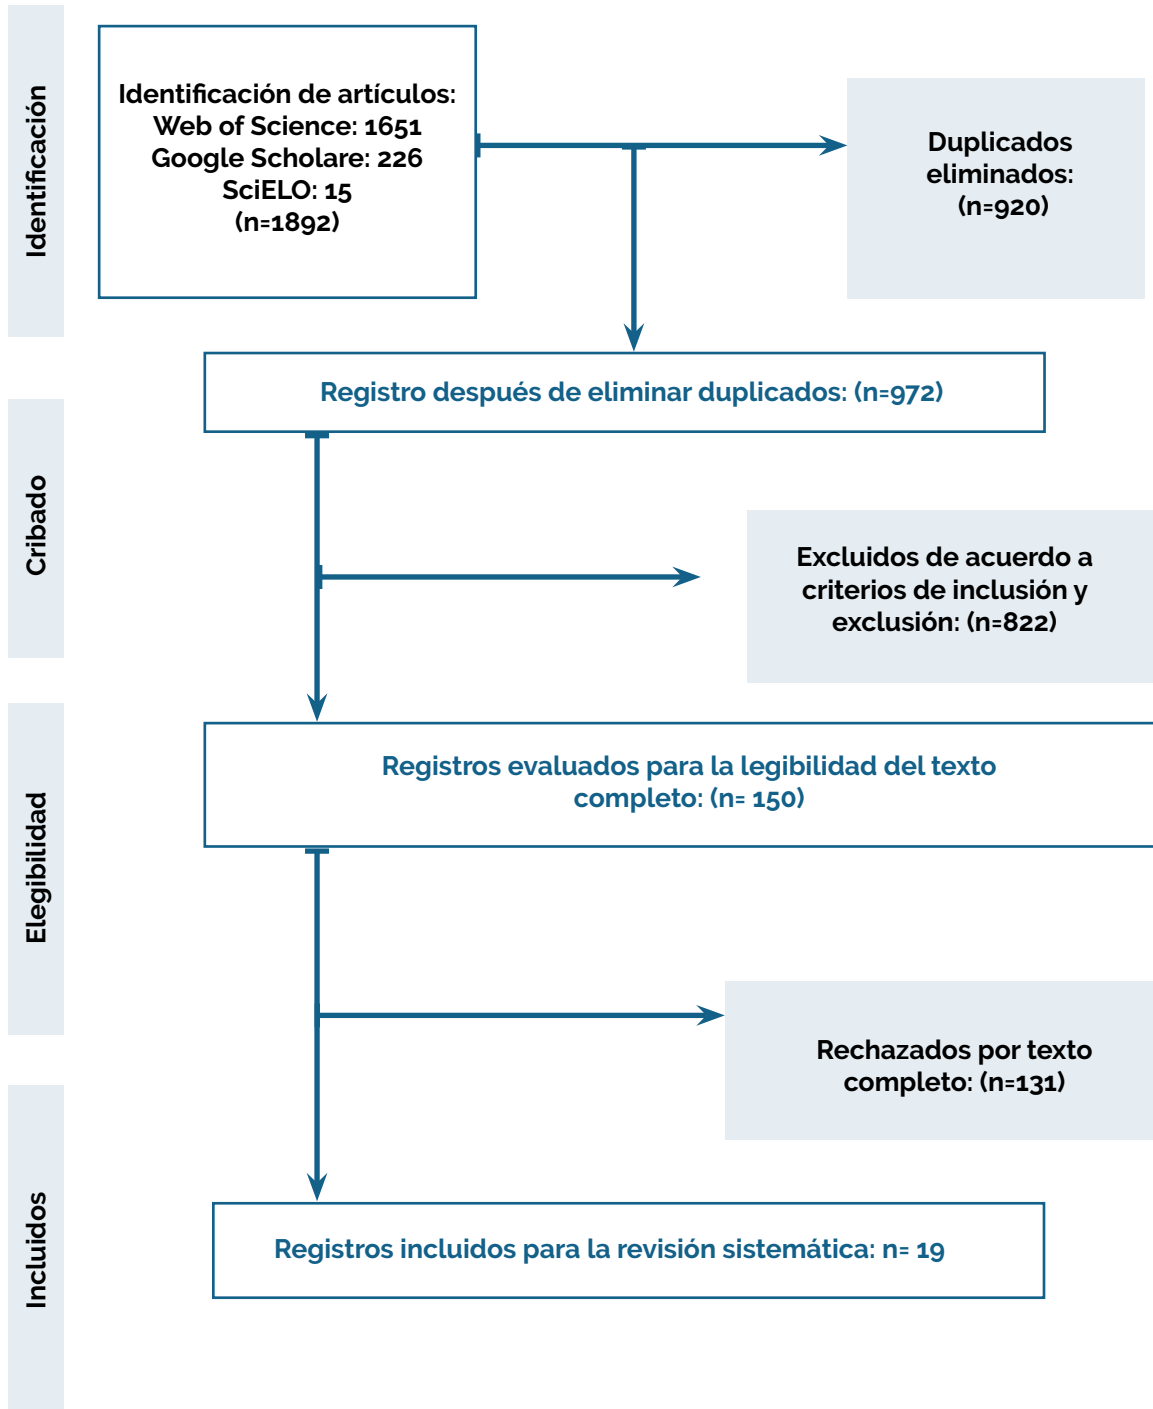 Identificación
Identificación de artículos:
Web of Science: 1651
Google Scholare: 226
SciELO: 15
(n=1892)
Duplicados
eliminados:
(n=920)
Registro después de eliminar duplicados: (n=972)
Cribado
Excluidos de acuerdo a
criterios de inclusión y
exclusión: (n=822)
Elegibilidad
Registros evaluados para la legibilidad del texto
completo: (n= 150)
Rechazados por texto
completo: (n=131)
Incluidos
Registros incluidos para la revisión sistemática: n= 19